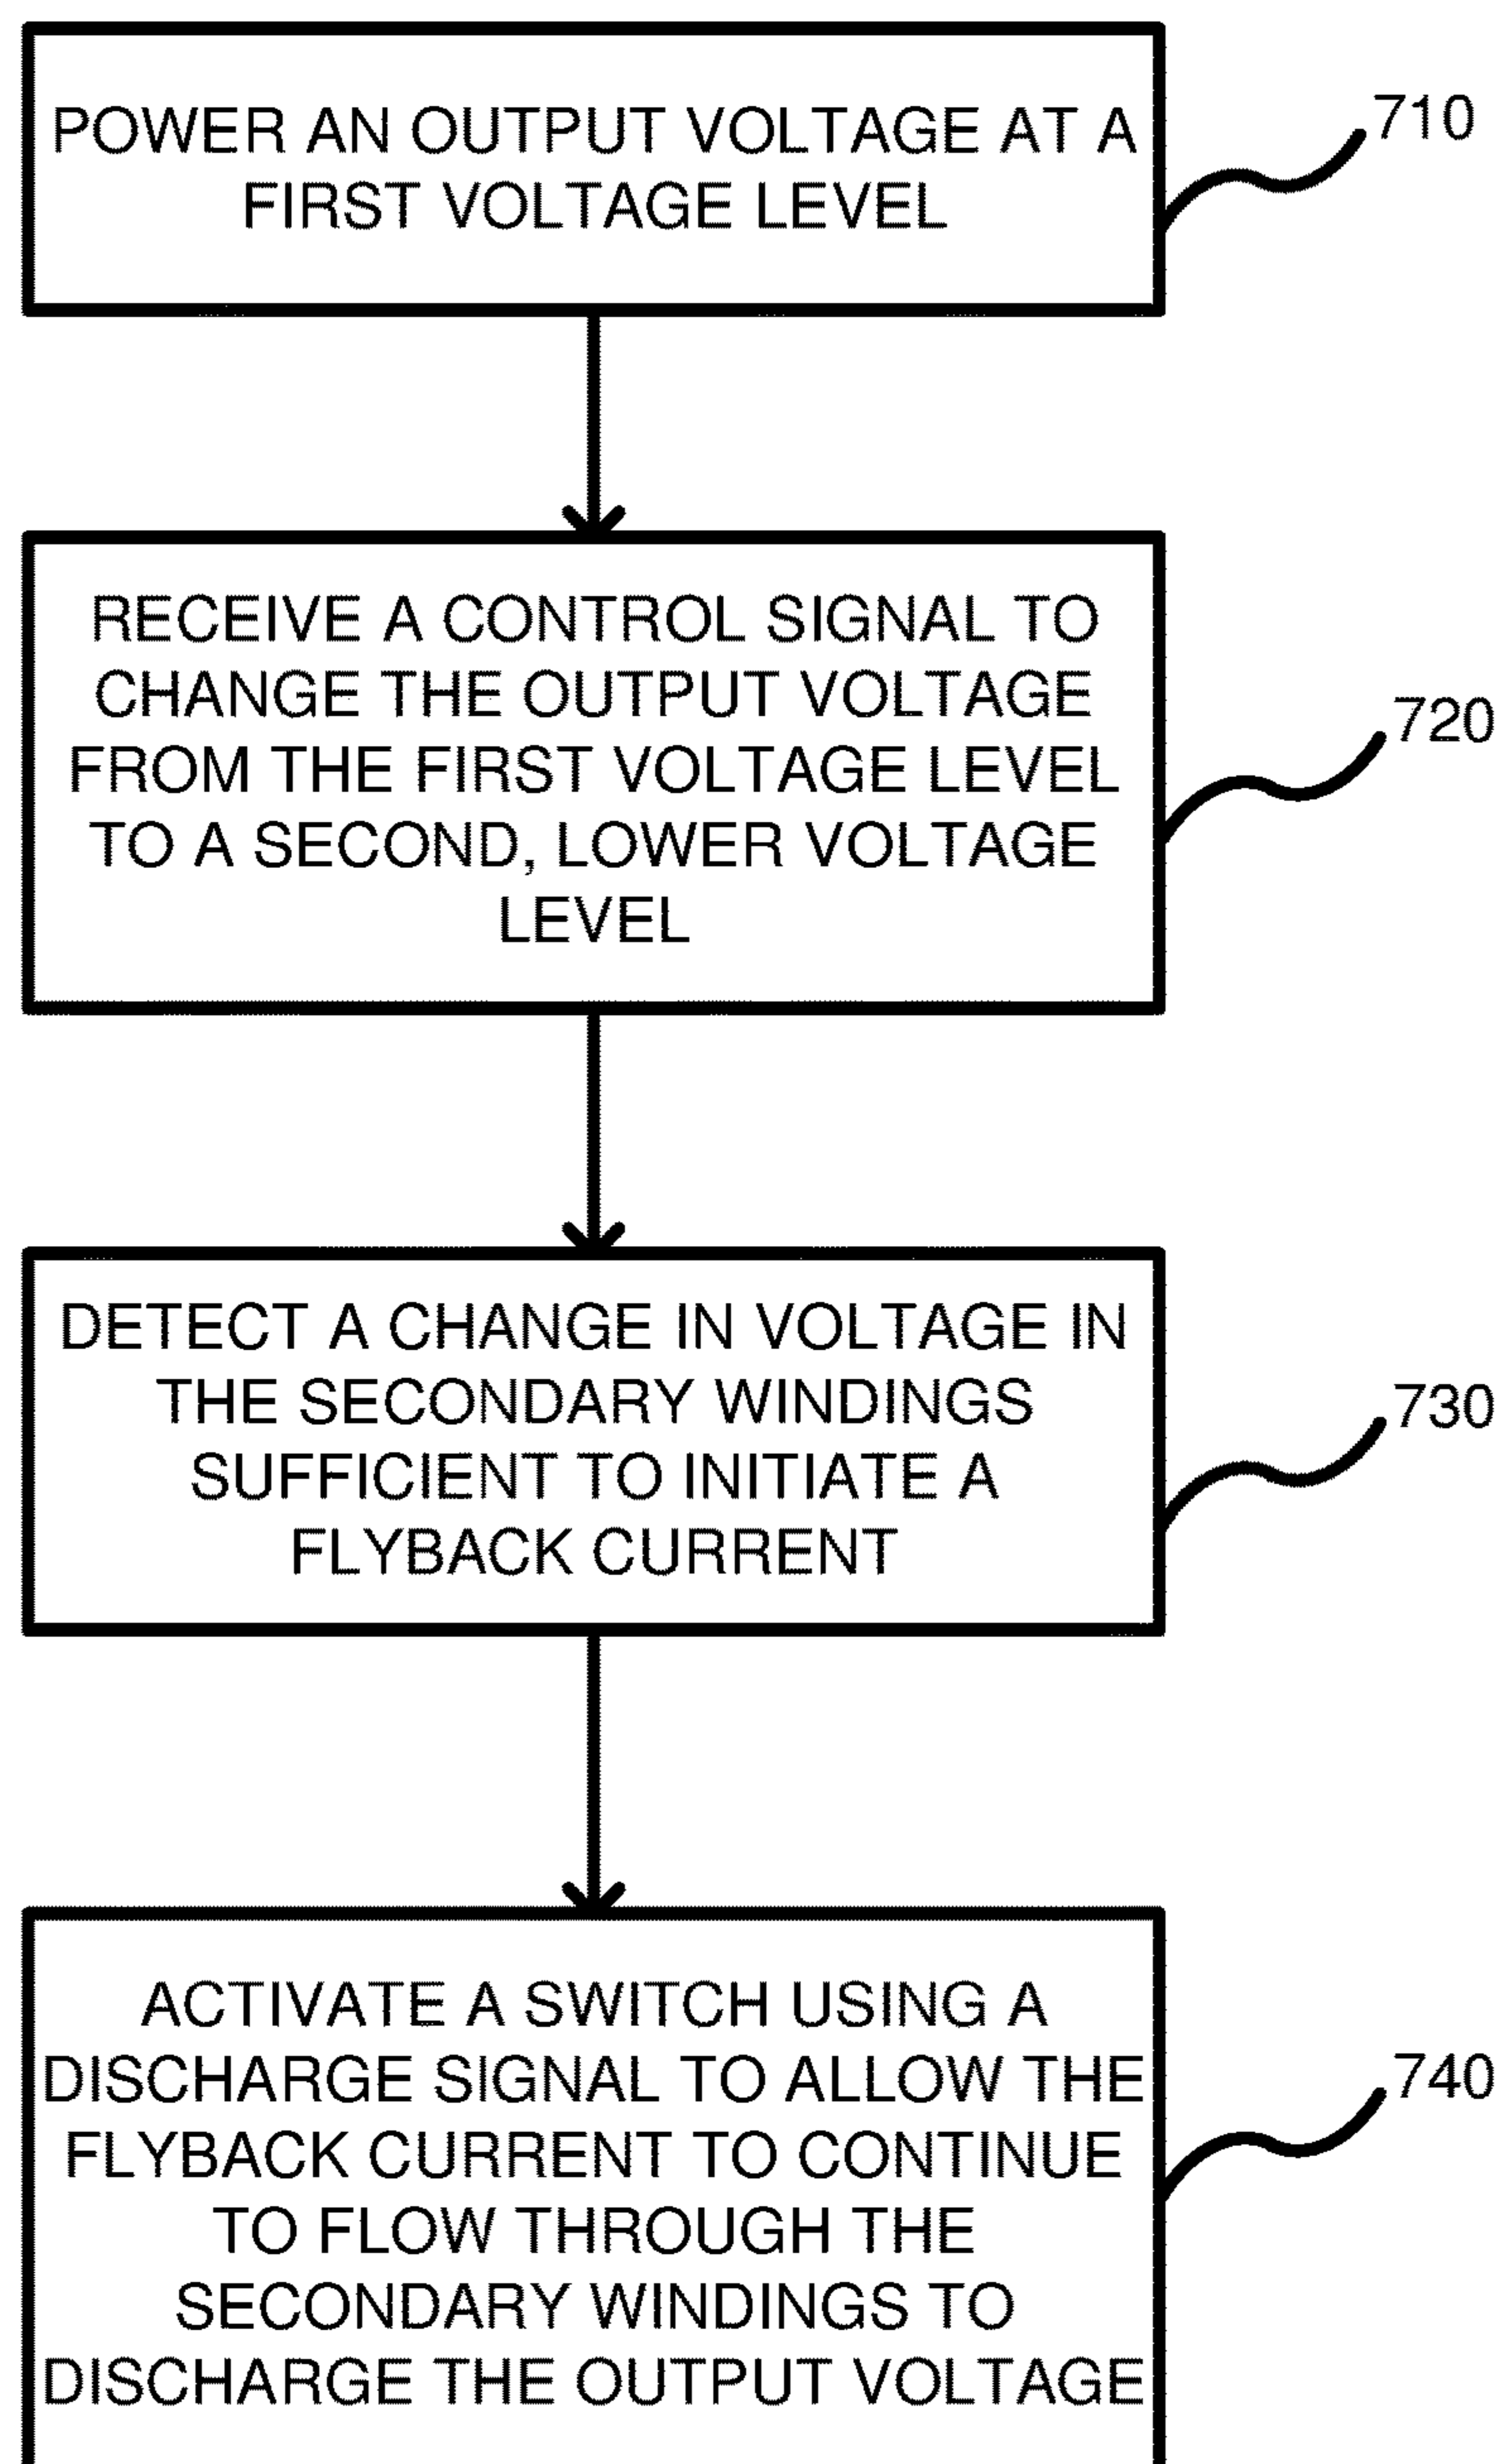 POWER AN OUTPUT VOLTAGE AT A
FIRST VOLTAGE LEVEL
710
RECEIVE A CONTROL SIGNAL TO
CHANGE THE OUTPUT VOLTAGE
FROM THE FIRST VOLTAGE LEVEL
TO A SECOND, LOWER VOLTAGE
LEVEL
720
DETECT A CHANGE IN VOLTAGE IN
THE SECONDARY WINDINGS
SUFFICIENT TO INITIATE A
FLYBACK CURRENT
730
ACTIVATE A SWITCH USING A
DISCHARGE SIGNAL TO ALLOW THE
FLYBACK CURRENT TO CONTINUE
TO FLOW THROUGH THE
SECONDARY WINDINGS TO
DISCHARGE THE OUTPUT VOLTAGE
740